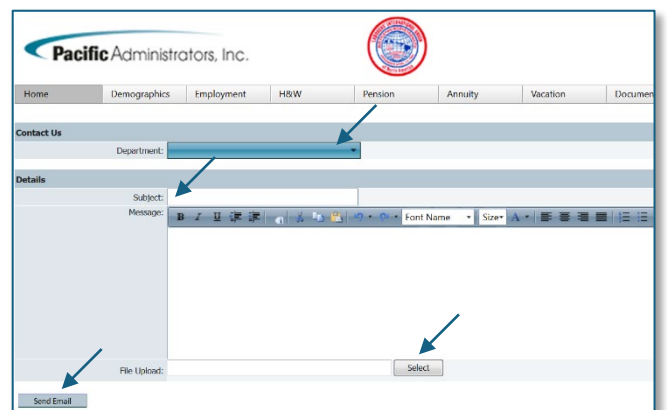 Pacific Administrators, Inc.
Home Demographics Employment H&W Pension Annuity Vacation Documen
Contact Us
Department:
Details
Subject:
Message: B I U Font Name Size A
File Upload: Select
Send Email